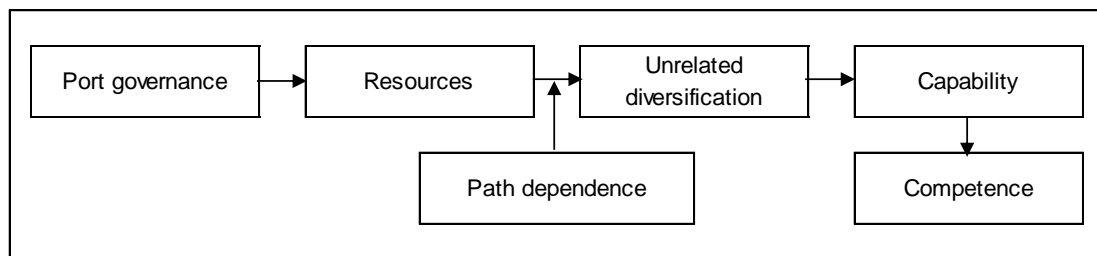 Port governance
Resources
Unrelated
diversification
Capability
Path dependence
Competence